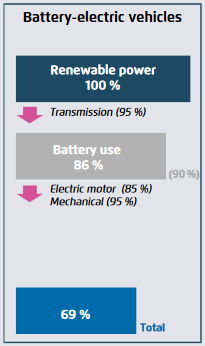 Battery-electric vehicles
Renewable power
100 %
Transmission (95 %)
Battery use
86 %
(90 %)
Electric motor (85 %)
Mechanical (95 %)
69 %
Total